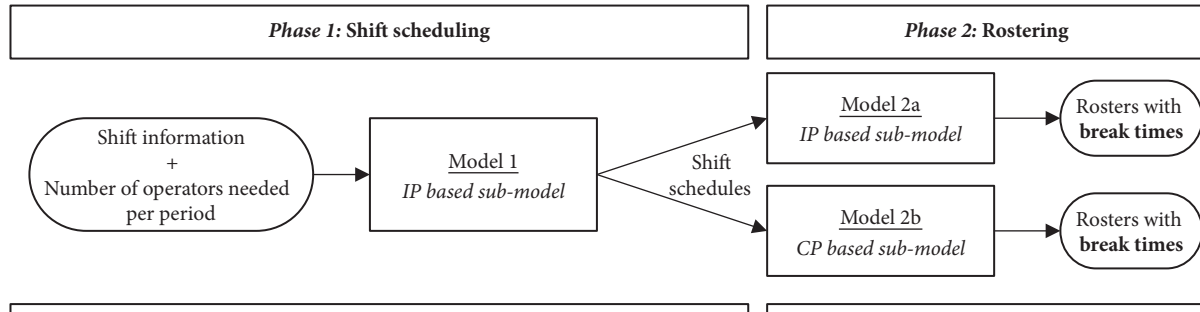 Phase 1: Shift scheduling
Phase 2: Rostering
Shift information
+
Number of operators needed
per period
Model 1
IP based sub-model
Shift
schedules
Model 2a
IP based sub-model
Rosters with
break times
Model 2b
CP based sub-model
Rosters with
break times